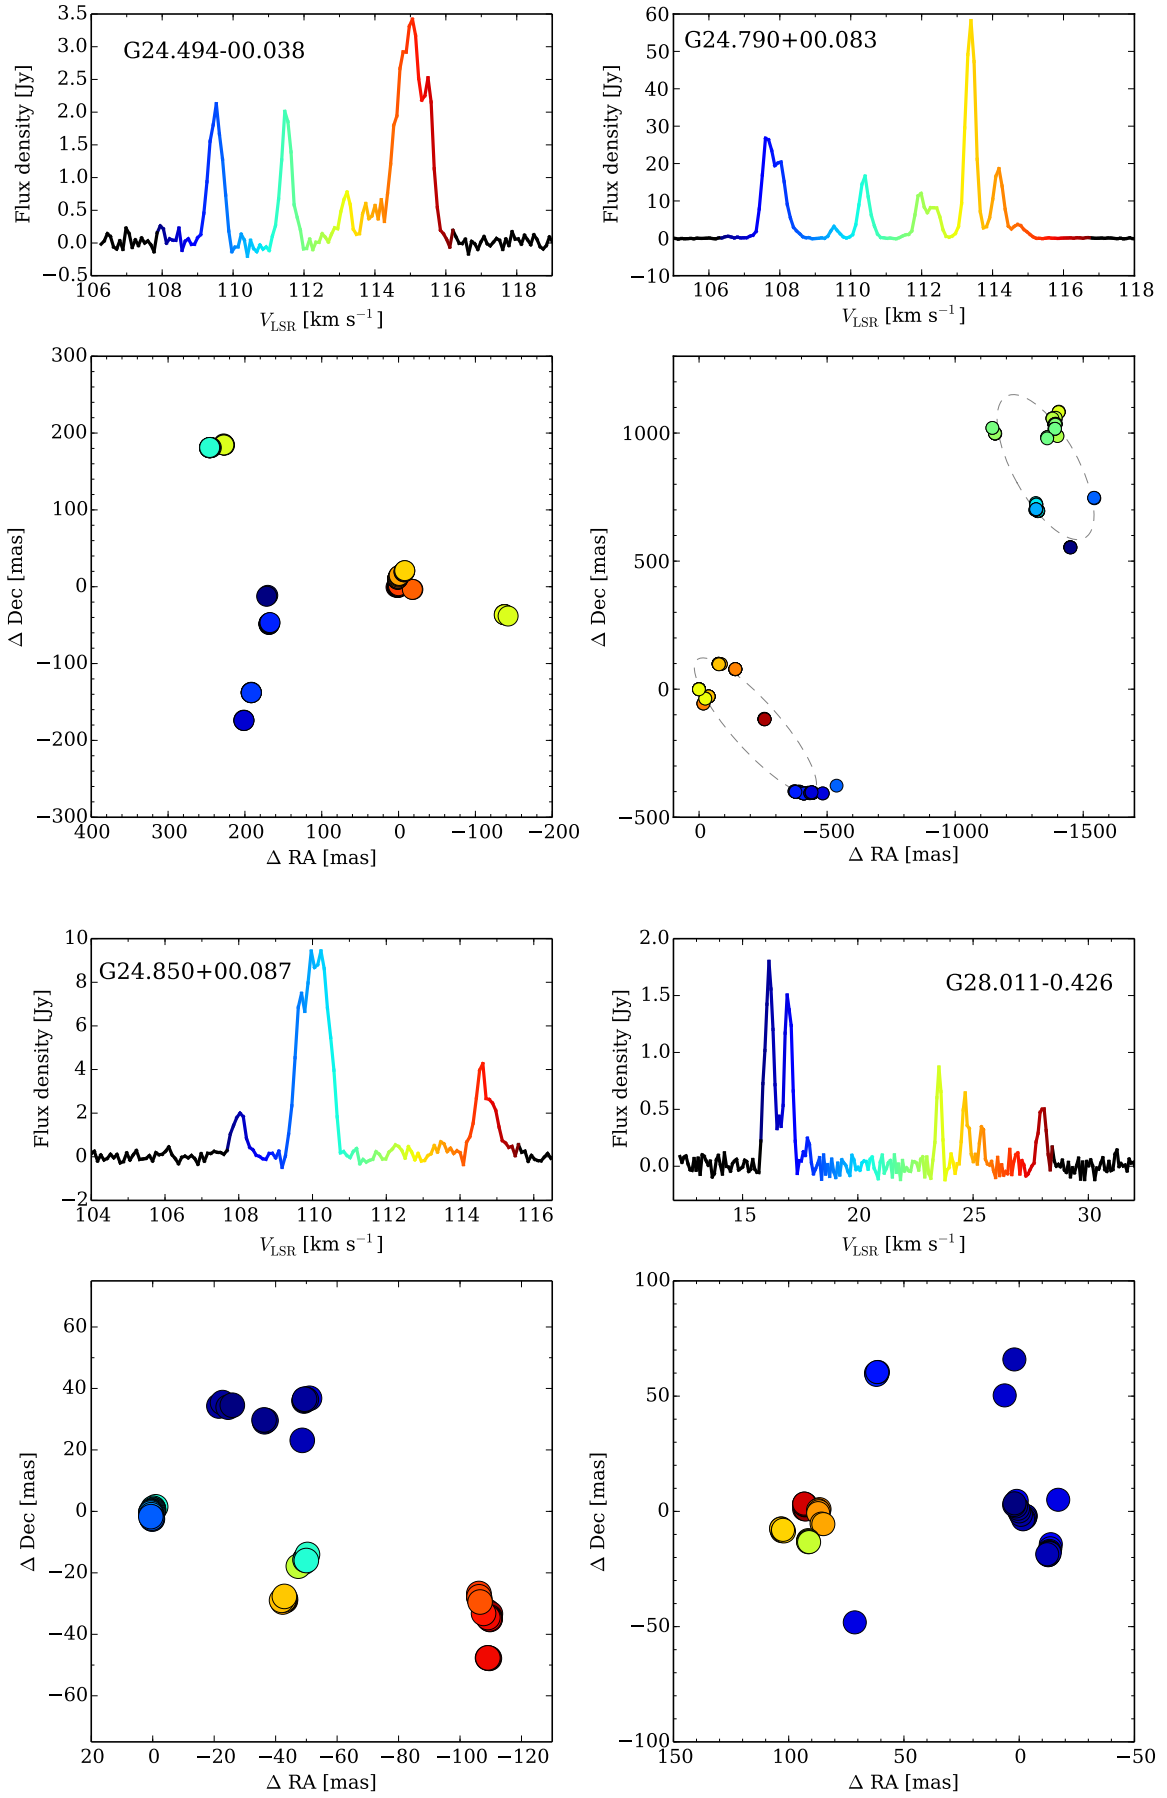 G24.494-00.038
Flux density [Jy]
3.5
3.0
2.5
2.0
1.5
1.0
0.5
0.0
−0.5
106 108 110 112 114 116 118
V_LSR [km s⁻¹]
G24.790+00.083
Flux density [Jy]
60
50
40
30
20
10
0
−10
106 108 110 112 114 116 118
V_LSR [km s⁻¹]
Δ Dec [mas]
300
200
100
0
−100
−200
−300
400 300 200 100 0 −100 −200
Δ RA [mas]
Δ Dec [mas]
1000
500
0
−500
0 −500 −1000 −1500
Δ RA [mas]
G24.850+00.087
Flux density [Jy]
10
8
6
4
2
0
−2
104 106 108 110 112 114 116
V_LSR [km s⁻¹]
G28.011-0.426
Flux density [Jy]
2.0
1.5
1.0
0.5
0.0
15 20 25 30
V_LSR [km s⁻¹]
Δ Dec [mas]
60
40
20
0
−20
−40
−60
20 0 −20 −40 −60 −80 −100 −120
Δ RA [mas]
Δ Dec [mas]
100
50
0
−50
−100
150 100 50 0 −50
Δ RA [mas]